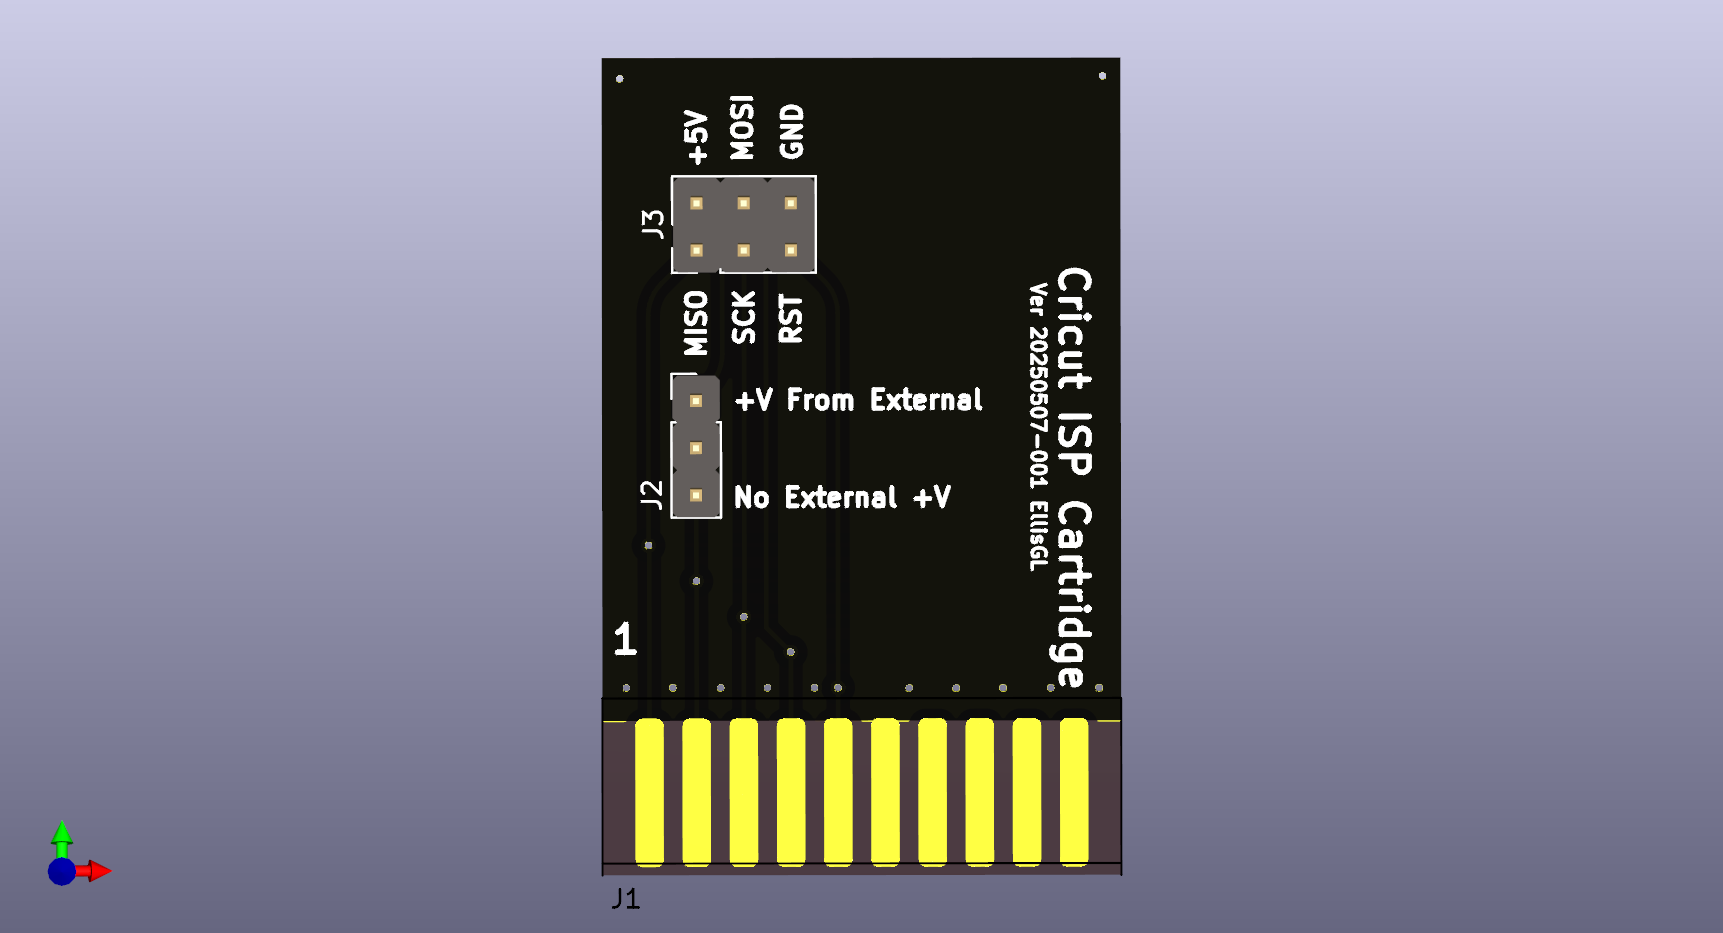 +5V MOSI GND
J3
MISO SCK RST
+V From External
J2
No External +V
Cricut ISP Cartridge
Ver 20250507-001 EllisGL
1
J1